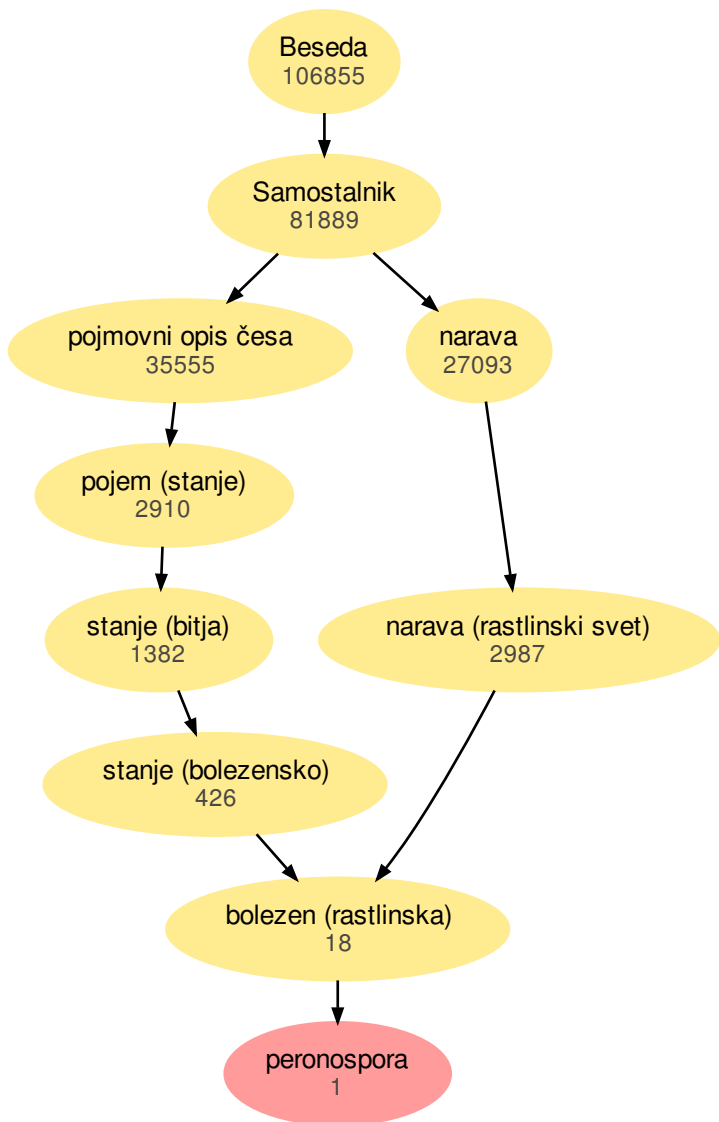 Beseda
106855
Samostalnik
81889
pojmovni opis česa
35555
narava
27093
pojem (stanje)
2910
stanje (bitja)
1382
narava (rastlinski svet)
2987
stanje (bolezensko)
426
bolezen (rastlinska)
18
peronospora
1